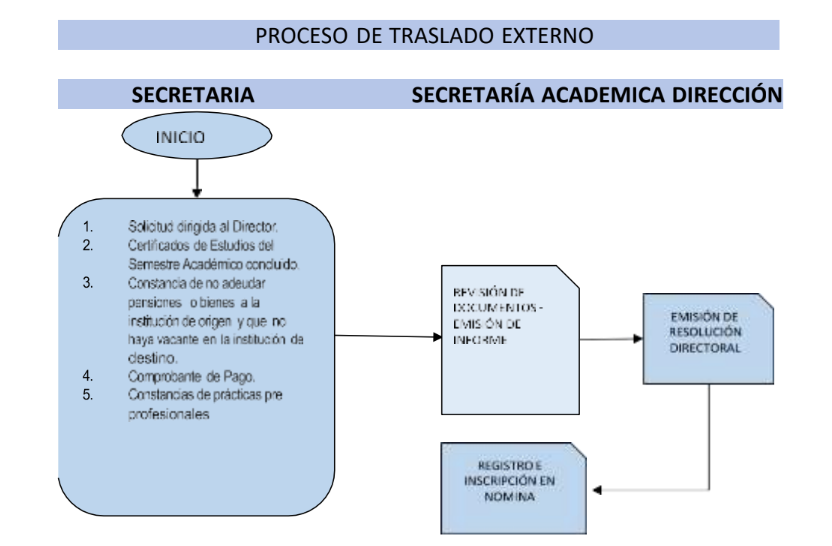 PROCESO DE TRASLADO EXTERNO
SECRETARIA
SECRETARÍA ACADEMICA DIRECCIÓN
INICIO
1. Solicitud dirigida al Director.
2. Certificados de Estudios del
Semestre Académico concluido.
3. Constancia de no adeudar
pensiones o bienes a la
institución de origen y que no
haya vacante en la institución de
destino.
4. Comprobante de Pago.
5. Constancias de prácticas pre
profesionales
REVISIÓN DE
DOCUMENTOS -
EMISIÓN DE
INFORME
EMISIÓN DE
RESOLUCIÓN
DIRECTORAL
REGISTRO E
INSCRIPCIÓN EN
NOMINA